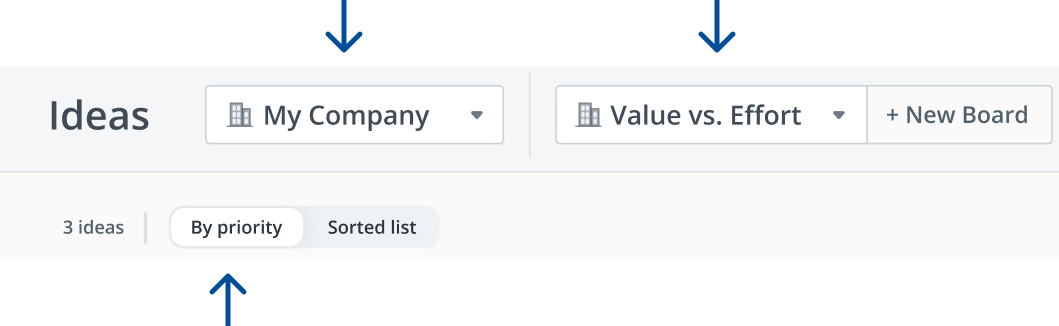 Ideas
My Company
Value vs. Effort
+ New Board
3 ideas
By priority
Sorted list